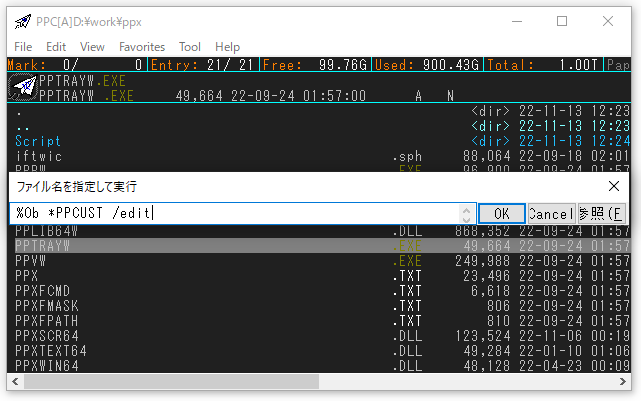 PPC[A]D:¥work¥ppx
File Edit View Favorites Tool Help
Mark: 0/ 0 Entry: 21/ 21 Free: 99.76G Used: 900.43G Total: 1.00T Pap
PPTRAYW.EXE
PPTRAYW .EXE 49,664 22-09-24 01:57:00 A N
. <dir> 22-11-13 12:23
.. <dir> 22-11-13 12:23
Script <dir> 22-11-13 12:24
iftwic .sph 88,064 22-09-18 02:01
ファイル名を指定して実行
%Ob *PPCUST /edit OK Cancel 参照(F
PPLIB64W .DLL 868,352 22-09-24 01:57
PPTRAYW .EXE 49,664 22-09-24 01:57
PPVW .EXE 249,988 22-09-24 01:57
PPX .TXT 23,496 22-09-24 01:57
PPXFCMD .TXT 6,618 22-09-24 01:57
PPXFMASK .TXT 806 22-09-24 01:57
PPXFPATH .TXT 810 22-09-24 01:57
PPXSCR64 .DLL 123,524 22-11-06 00:19
PPXTEXT64 .DLL 49,284 22-01-10 01:06
PPXWIN64 .DLL 48,128 22-04-23 00:09